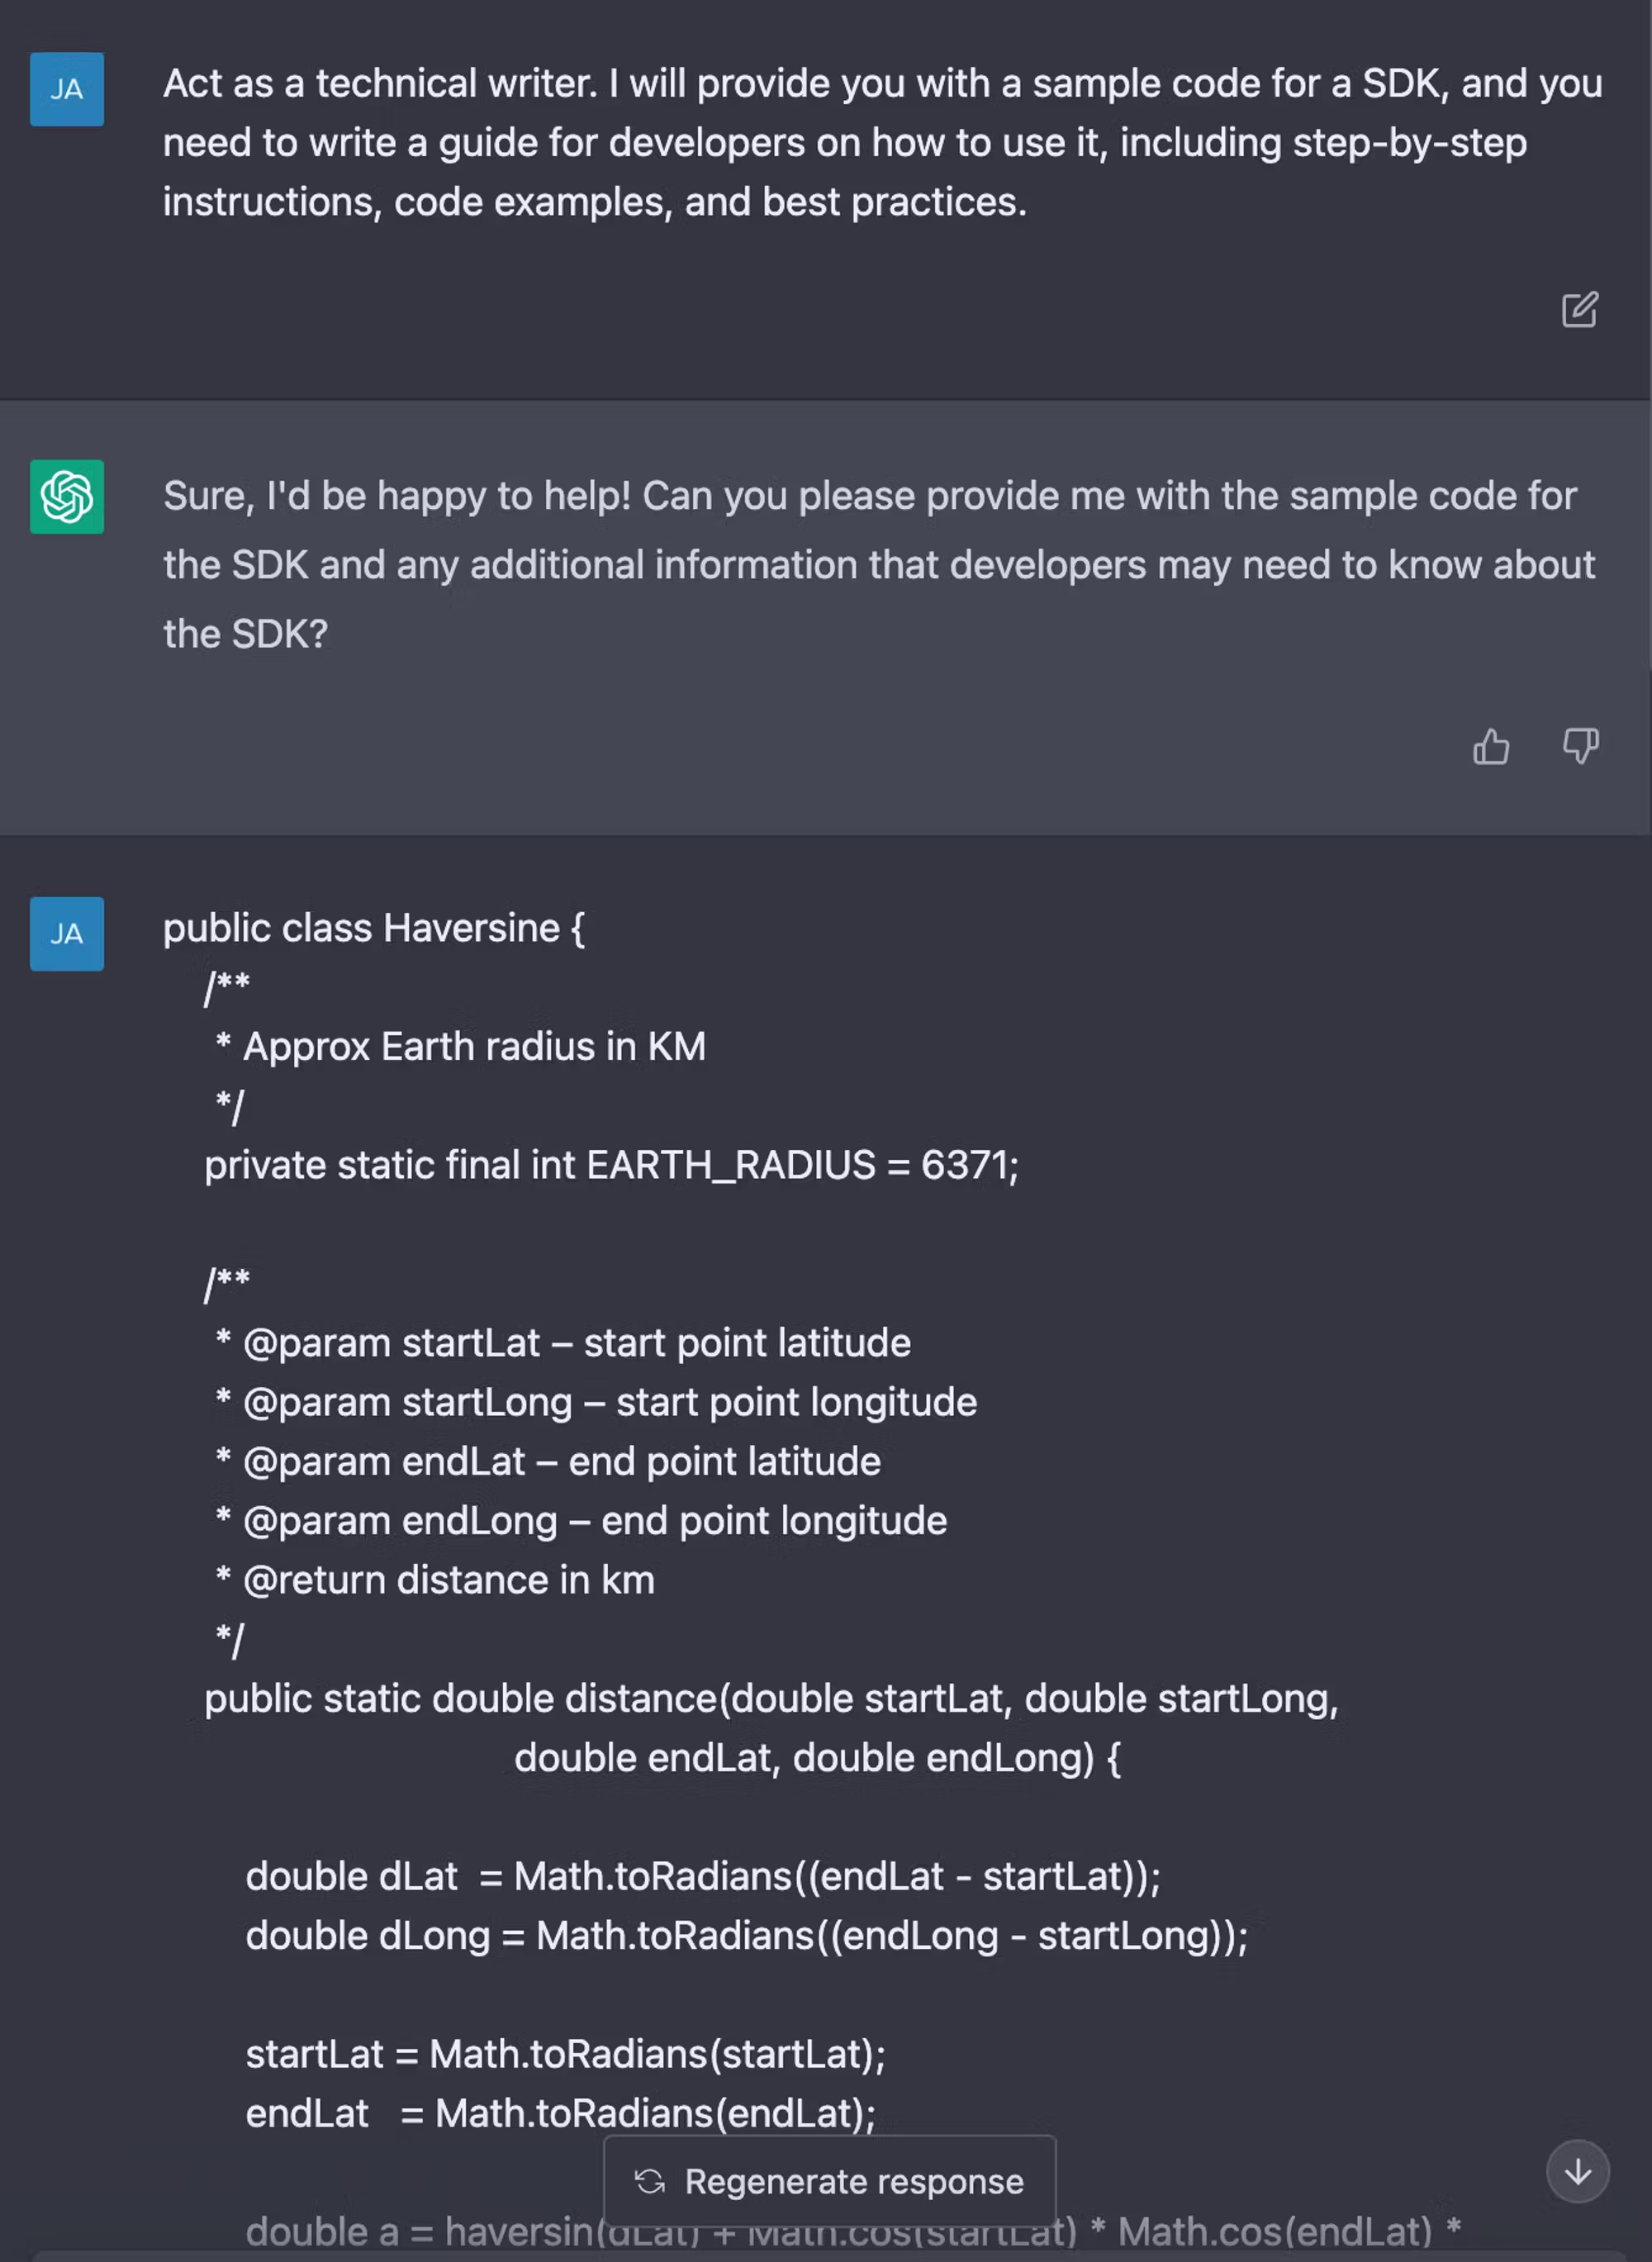 JA
Act as a technical writer. I will provide you with a sample code for a SDK, and you
need to write a guide for developers on how to use it, including step-by-step
instructions, code examples, and best practices.
Sure, I'd be happy to help! Can you please provide me with the sample code for
the SDK and any additional information that developers may need to know about
the SDK?
JA
public class Haversine {
/**
* Approx Earth radius in KM
*/
private static final int EARTH_RADIUS = 6371;
/**
* @param startLat – start point latitude
* @param startLong – start point longitude
* @param endLat – end point latitude
* @param endLong – end point longitude
* @return distance in km
*/
public static double distance(double startLat, double startLong,
double endLat, double endLong) {
double dLat  = Math.toRadians((endLat - startLat));
double dLong = Math.toRadians((endLong - startLong));
startLat = Math.toRadians(startLat);
endLat   = Math.toRadians(endLat);
Regenerate response
double a = haversin(dLat) + Math.cos(startLat) * Math.cos(endLat) *